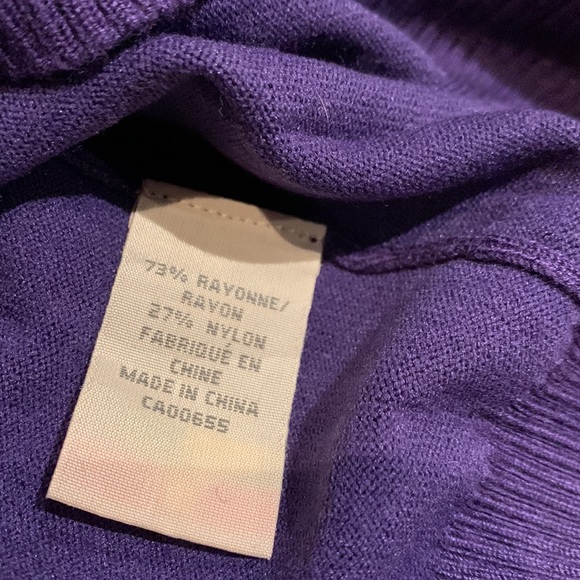 73% RAYONNE/
RAYON
27% NYLON
FABRIQUÉ EN
CHINE
MADE IN CHINA
CA00655